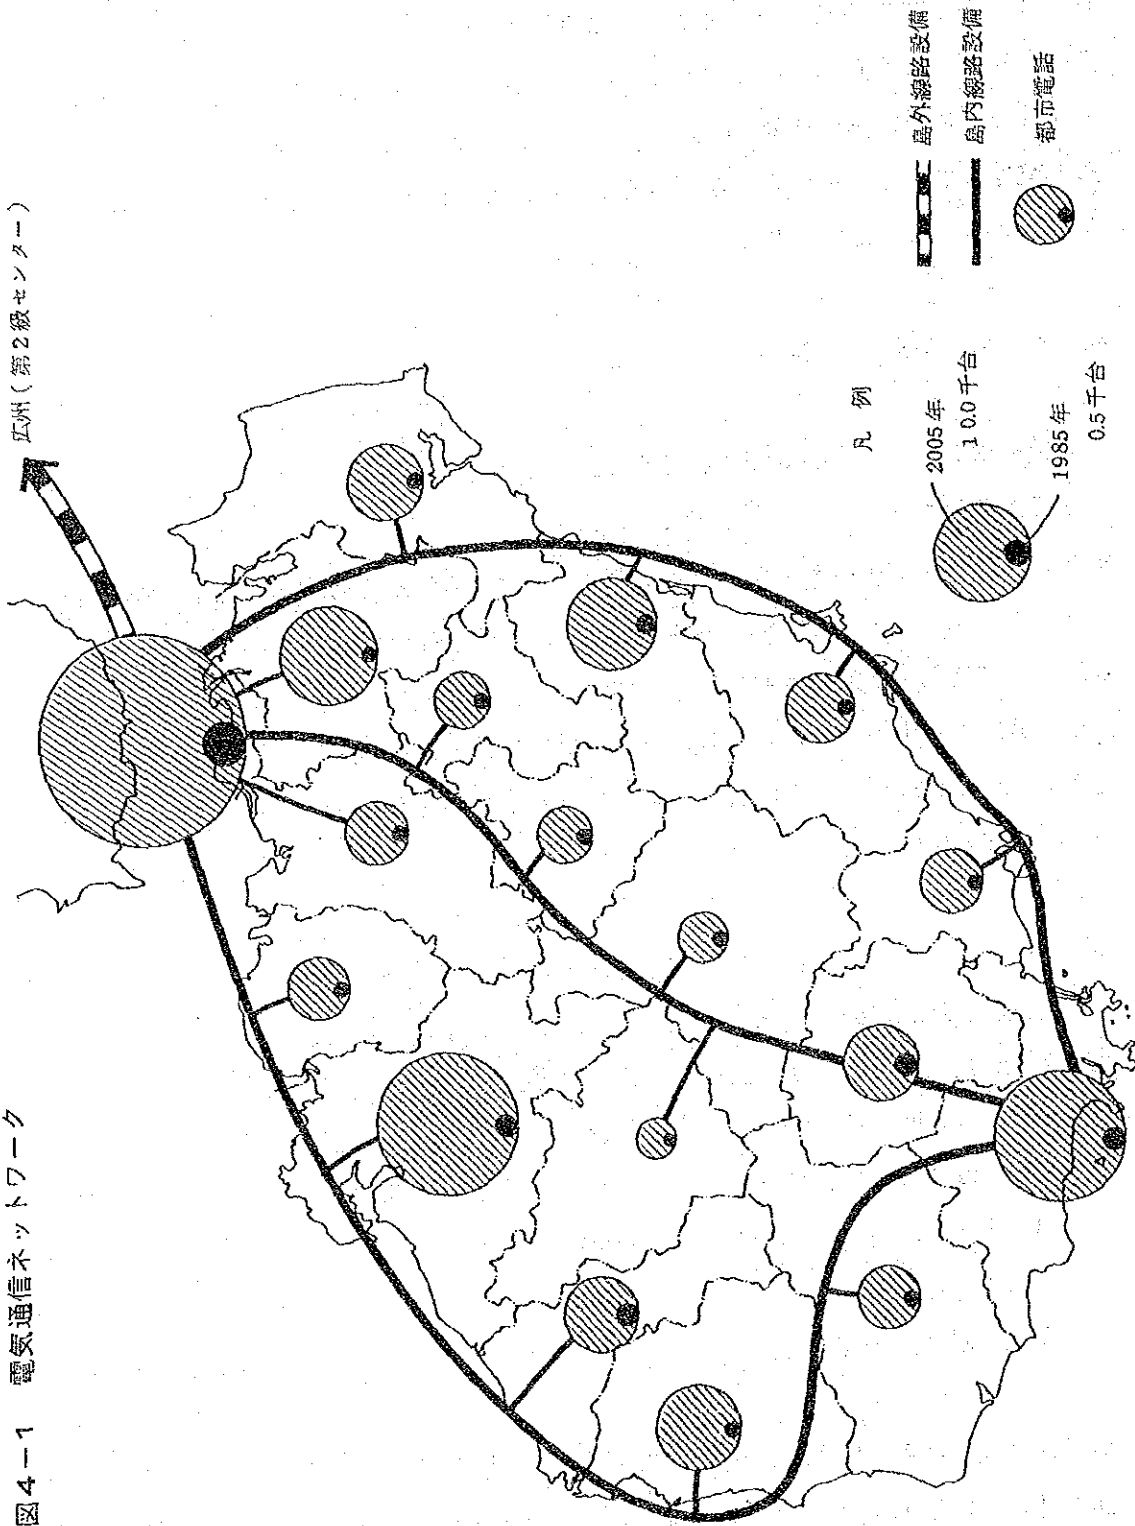 図4-1 電気通信ネットワーク
広州(第2級センター)
凡 例
2005年
10.0千台
1985年
0.5千台
島外線路設備
島内線路設備
都市電話